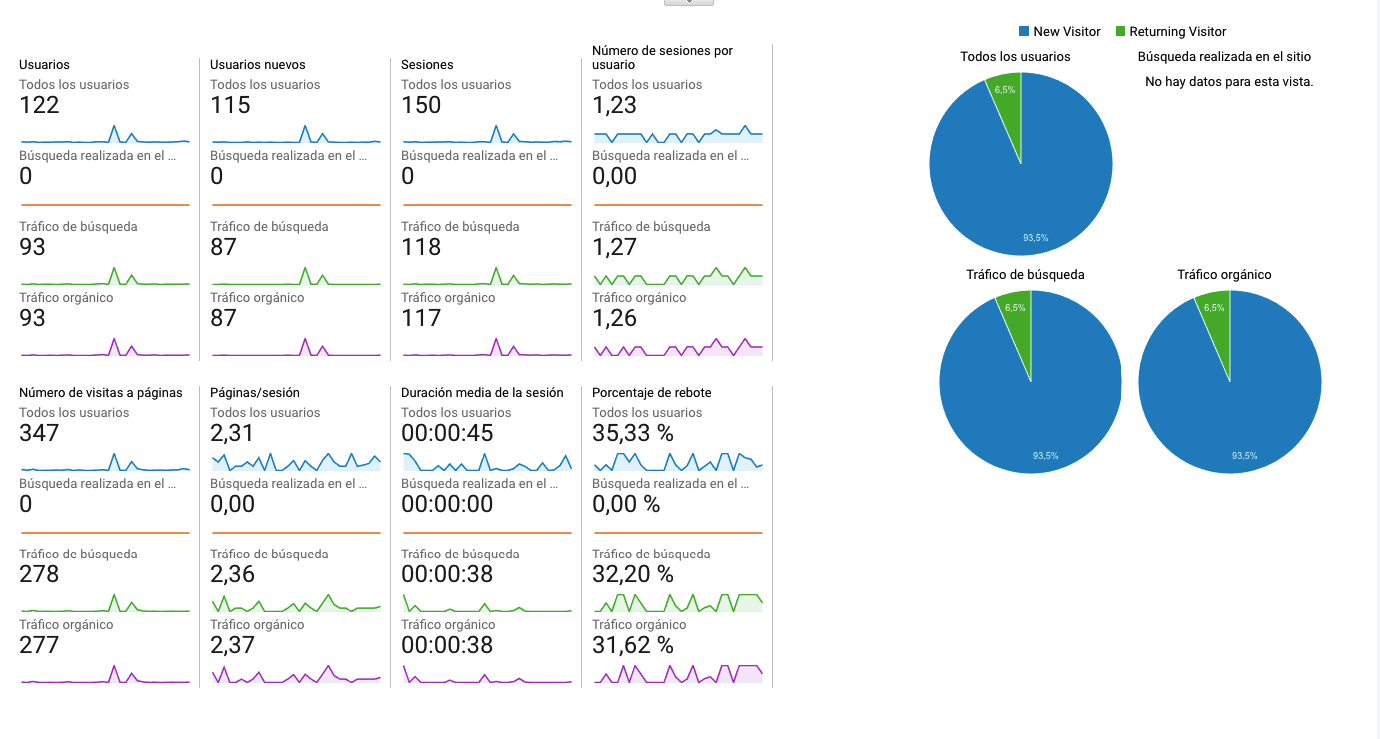 Usuarios
Todos los usuarios
122
Búsqueda realizada en el ...
0
Tráfico de búsqueda
93
Tráfico orgánico
93
Usuarios nuevos
Todos los usuarios
115
Búsqueda realizada en el ...
0
Tráfico de búsqueda
87
Tráfico orgánico
87
Sesiones
Todos los usuarios
150
Búsqueda realizada en el ...
0
Tráfico de búsqueda
118
Tráfico orgánico
117
Número de sesiones por
usuario
Todos los usuarios
1,23
Búsqueda realizada en el ...
0,00
Tráfico de búsqueda
1,27
Tráfico orgánico
1,26
Número de visitas a páginas
Todos los usuarios
347
Búsqueda realizada en el ...
0
Tráfico de búsqueda
278
Tráfico orgánico
277
Páginas/sesión
Todos los usuarios
2,31
Búsqueda realizada en el ...
0,00
Tráfico de búsqueda
2,36
Tráfico orgánico
2,37
Duración media de la sesión
Todos los usuarios
00:00:45
Búsqueda realizada en el ...
00:00:00
Tráfico de búsqueda
00:00:38
Tráfico orgánico
00:00:38
Porcentaje de rebote
Todos los usuarios
35,33 %
Búsqueda realizada en el ...
0,00 %
Tráfico de búsqueda
32,20 %
Tráfico orgánico
31,62 %
New Visitor Returning Visitor
Todos los usuarios
6,5%
93,5%
Búsqueda realizada en el sitio
No hay datos para esta vista.
Tráfico de búsqueda
6,5%
93,5%
Tráfico orgánico
6,5%
93,5%